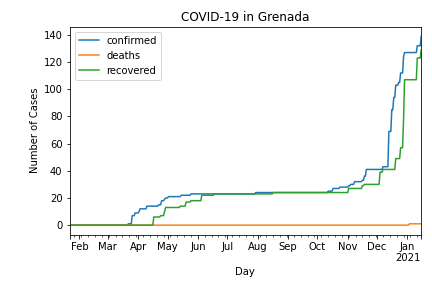 COVID-19 in Grenada
confirmed
deaths
recovered
Number of Cases
140
120
100
80
60
40
20
0
Feb Mar Apr May Jun Jul Aug Sep Oct Nov Dec Jan
2021
Day